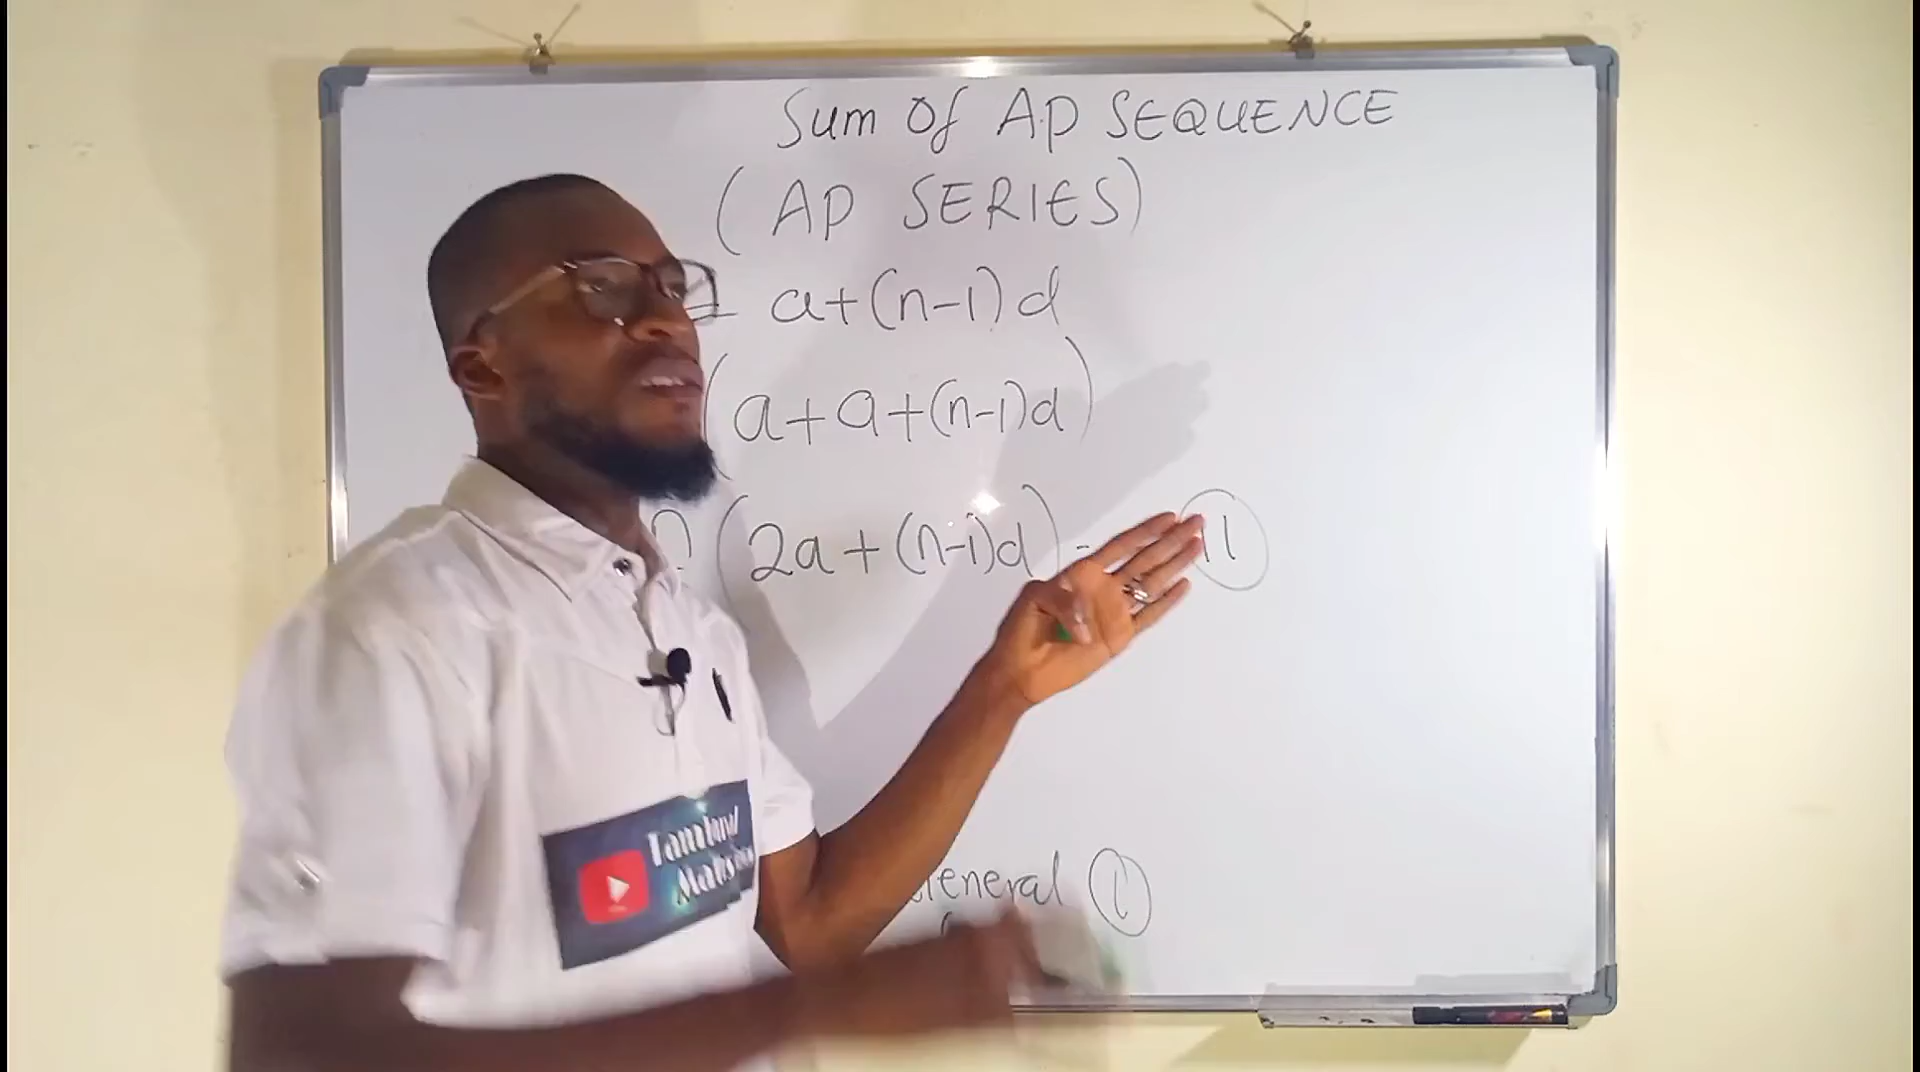 Sum Of AP SEQUENCE
(AP SERIES)
= a+(n-1)d
(a+a+(n-1)d)
(2a+(n-1)d) - 11
General 1